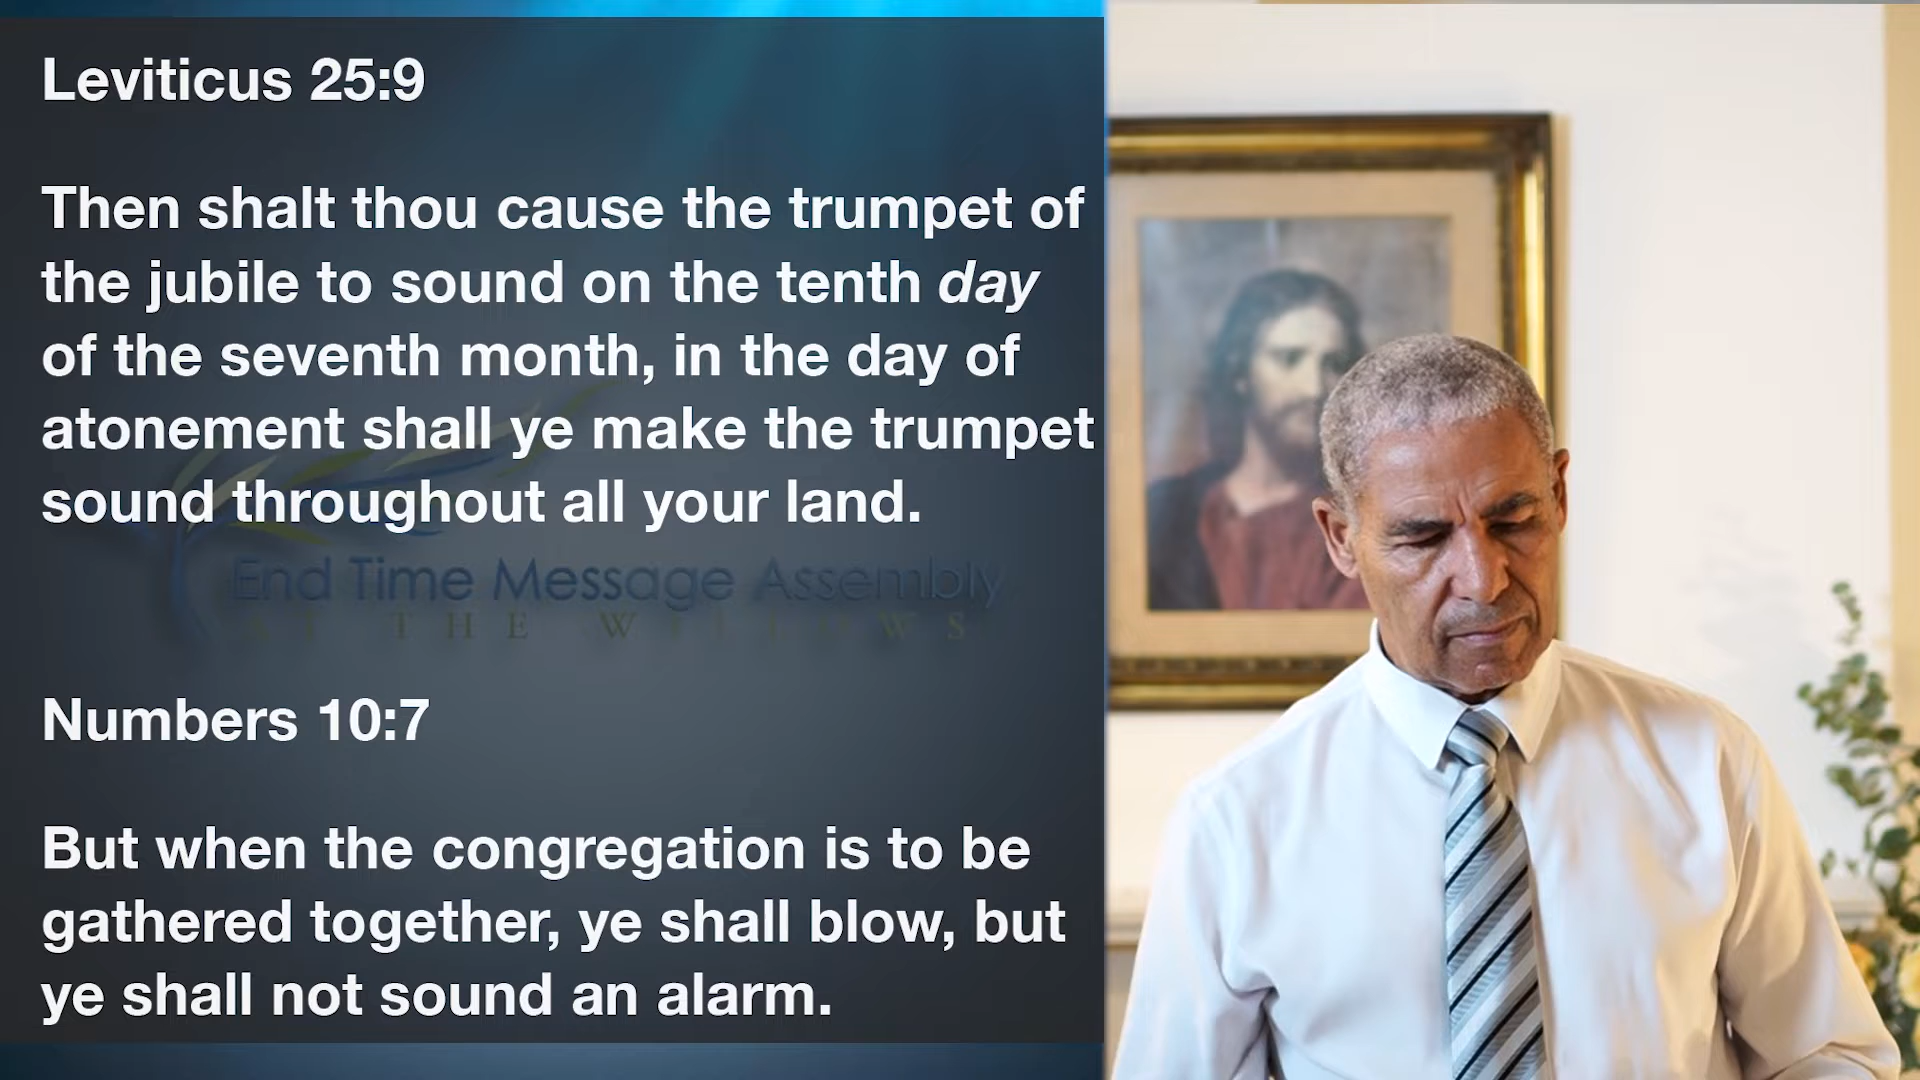 Leviticus 25:9
Then shalt thou cause the trumpet of
the jubile to sound on the tenth day
of the seventh month, in the day of
atonement shall ye make the trumpet
sound throughout all your land.
End Time Message Assembly
AT THE WILLOWS
Numbers 10:7
But when the congregation is to be
gathered together, ye shall blow, but
ye shall not sound an alarm.